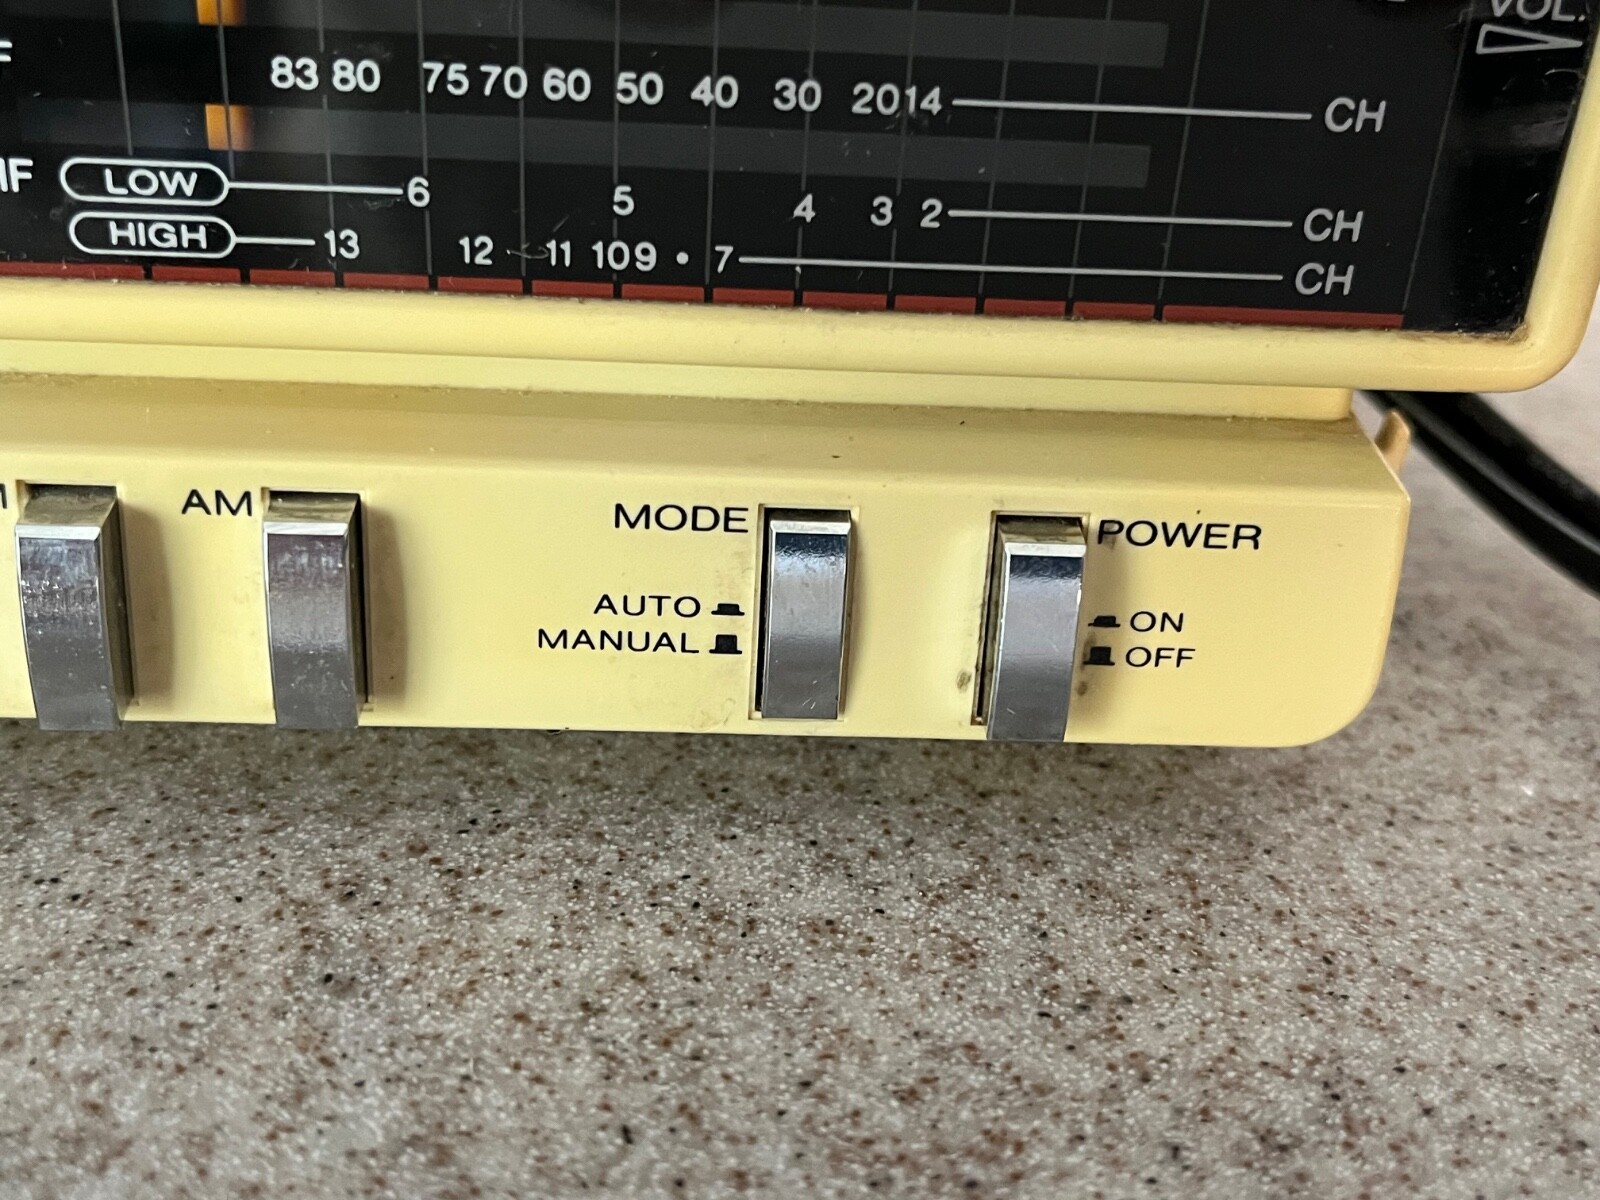 VOL.
F
83 80 75 70 60 50 40 30 20 14 CH
HF LOW 6 5 4 3 2 CH
HIGH 13 12 11 10 9 • 7 CH
AM
MODE
AUTO
MANUAL
POWER
ON
OFF